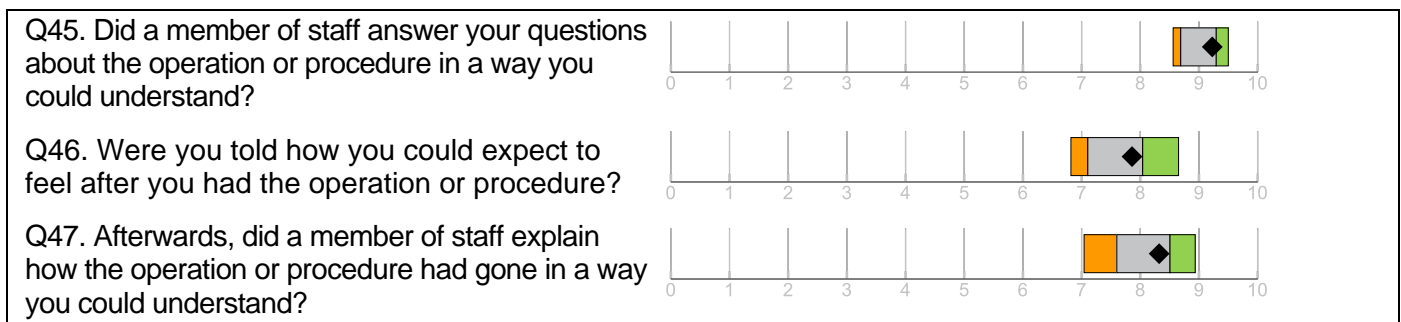 Q45. Did a member of staff answer your questions
about the operation or procedure in a way you
could understand?
0 1 2 3 4 5 6 7 8 9 10
Q46. Were you told how you could expect to
feel after you had the operation or procedure?
0 1 2 3 4 5 6 7 8 9 10
Q47. Afterwards, did a member of staff explain
how the operation or procedure had gone in a way
you could understand?
0 1 2 3 4 5 6 7 8 9 10